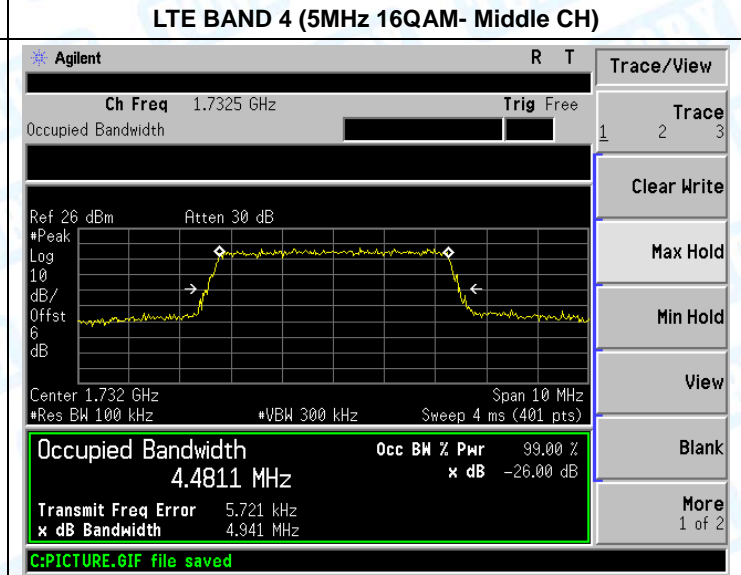 LTE BAND 4 (5MHz 16QAM- Middle CH)
Agilent R T
Trace/View
Ch Freq 1.7325 GHz Trig Free
Occupied Bandwidth
Trace
1 2 3
Clear Write
Ref 26 dBm Atten 30 dB
#Peak
Log
10
dB/
Offst
6
dB
Max Hold
Min Hold
View
Center 1.732 GHz Span 10 MHz
#Res BW 100 kHz #VBW 300 kHz Sweep 4 ms (401 pts)
Occupied Bandwidth Occ BW % Pwr 99.00 %
4.4811 MHz x dB -26.00 dB
Blank
Transmit Freq Error 5.721 kHz
x dB Bandwidth 4.941 MHz
More
1 of 2
C:PICTURE.GIF file saved